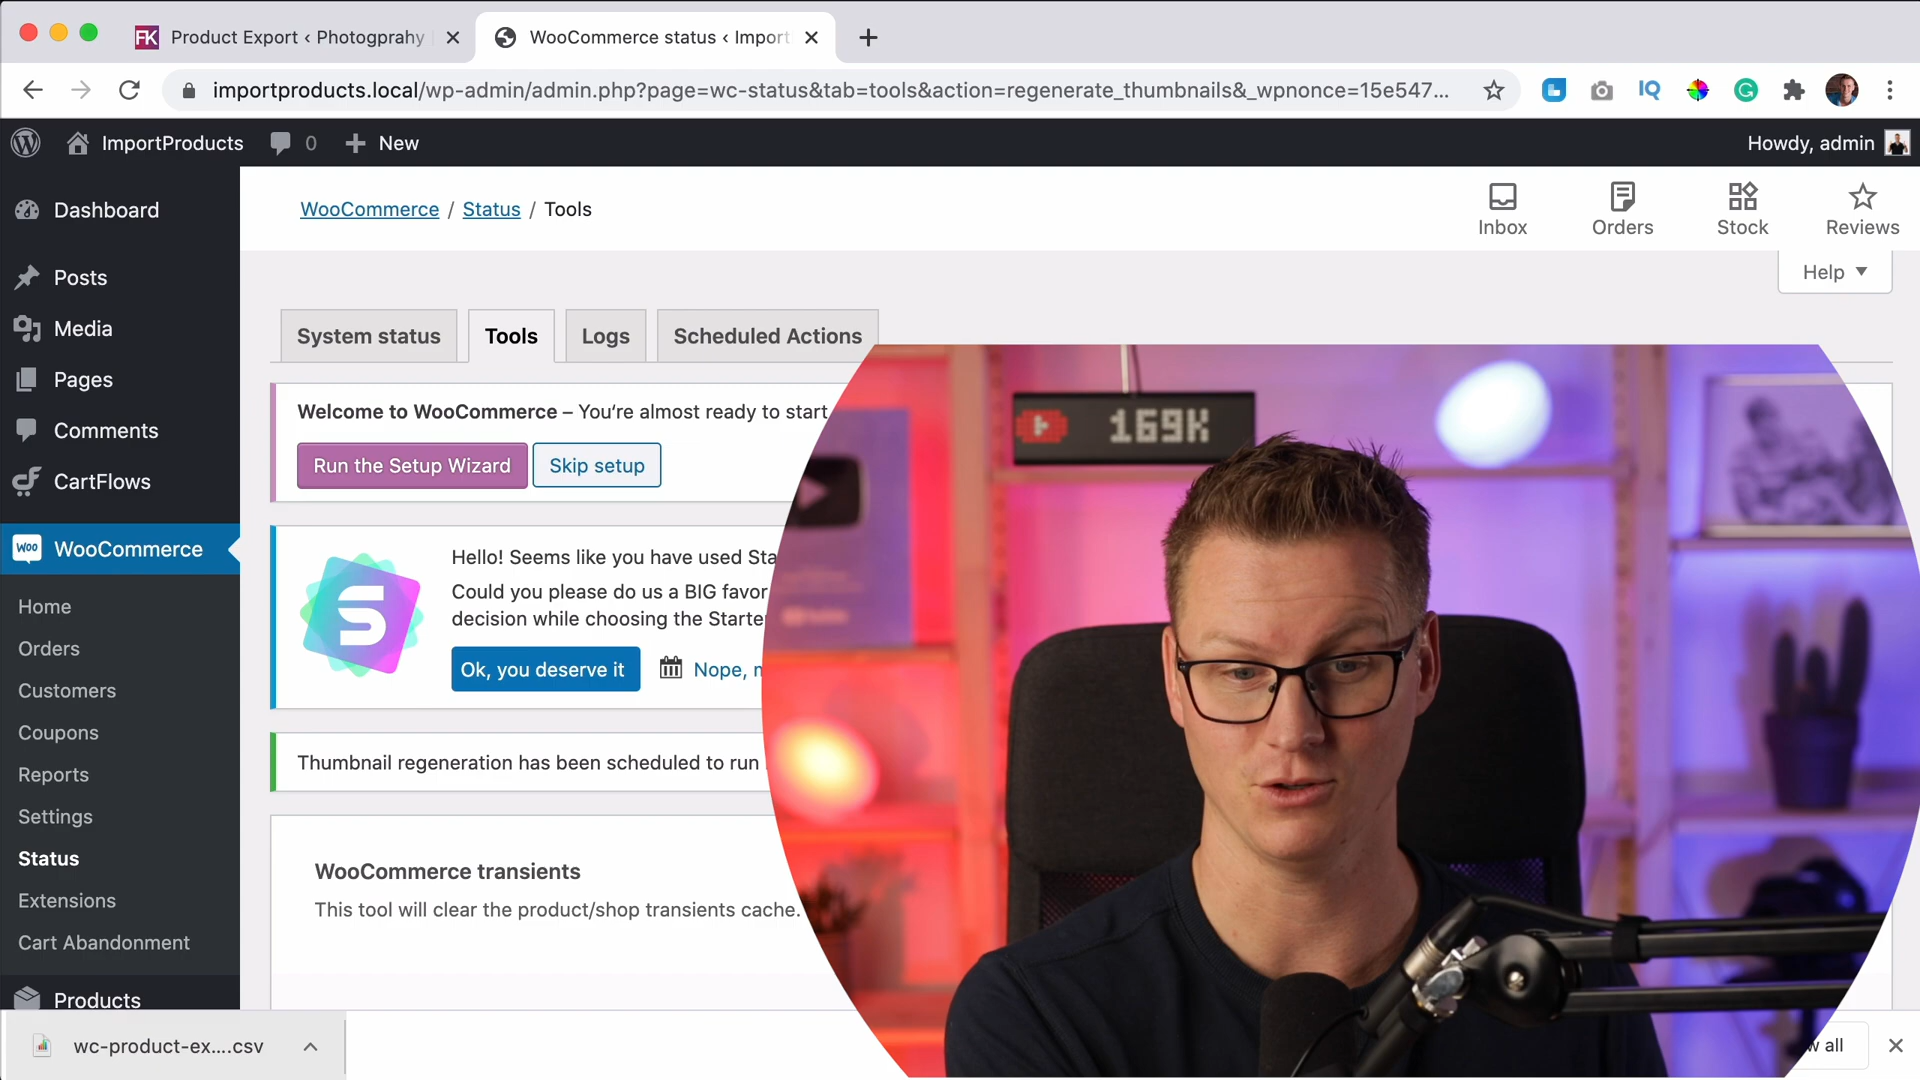 Product Export ‹ Photogprahy
WooCommerce status ‹ Import
importproducts.local/wp-admin/admin.php?page=wc-status&tab=tools&action=regenerate_thumbnails&_wpnonce=15e547...
IQ
ImportProducts
0
New
Howdy, admin
Dashboard
Posts
Media
Pages
Comments
CartFlows
WooCommerce
Home
Orders
Customers
Coupons
Reports
Settings
Status
Extensions
Cart Abandonment
Products
WooCommerce / Status / Tools
Inbox
Orders
Stock
Reviews
Help
System status
Tools
Logs
Scheduled Actions
Welcome to WooCommerce – You‘re almost ready to start
Run the Setup Wizard
Skip setup
Hello! Seems like you have used Sta
Could you please do us a BIG favor
decision while choosing the Starte
Ok, you deserve it
Nope, m
Thumbnail regeneration has been scheduled to run
WooCommerce transients
This tool will clear the product/shop transients cache.
169K
wc-product-ex....csv
w all